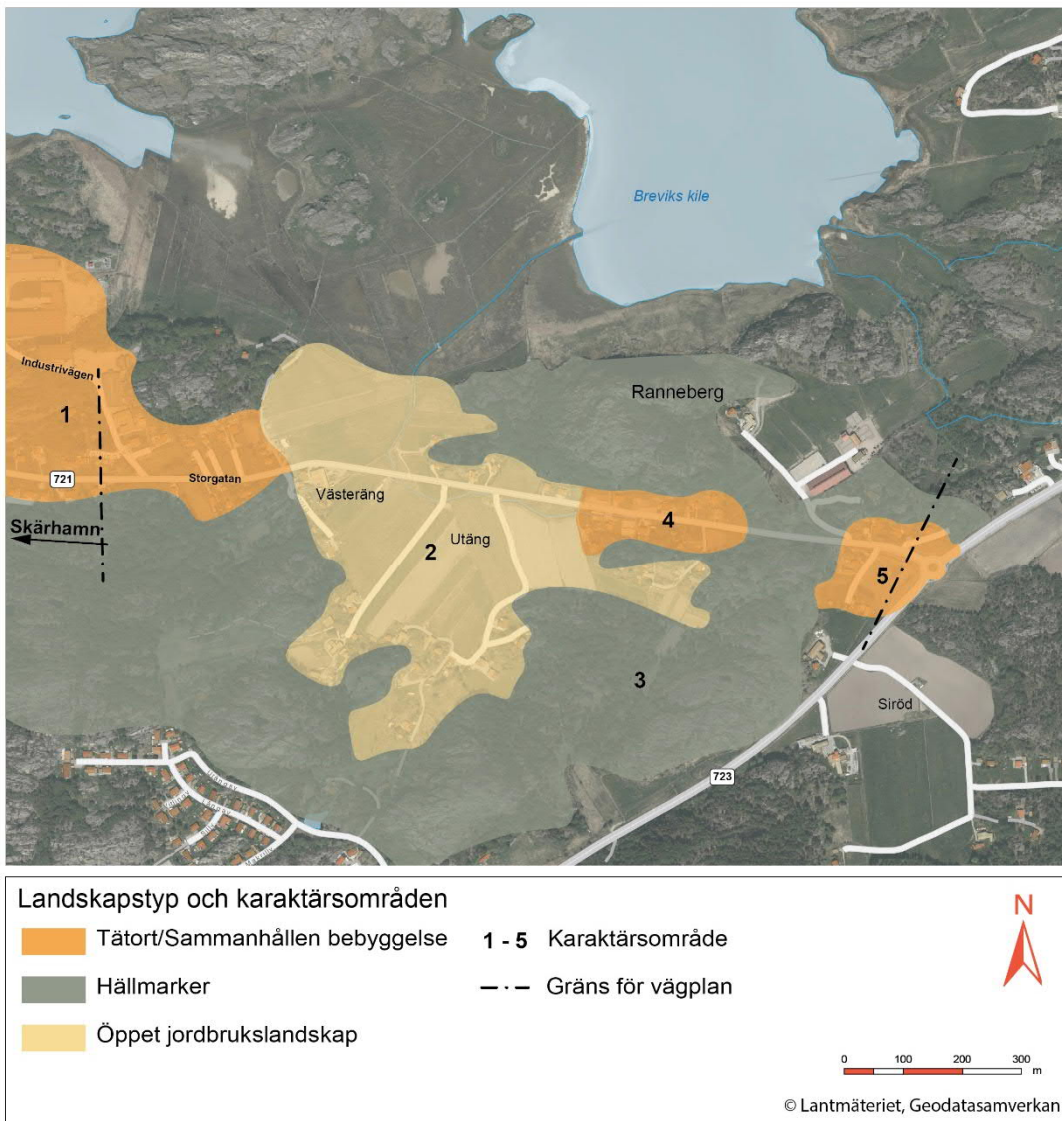 Breviks kile
Ranneberg
Industrivägen
1
721
Storgatan
Västeräng
4
Skärhamn
2
Utäng
5
3
Siröd
723
Landskapstyp och karaktärsområden
Tätort/Sammanhållen bebyggelse
1 - 5 Karaktärsområde
Hällmarker
Gräns för vägplan
Öppet jordbrukslandskap
N
0 100 200 300
m
© Lantmäteriet, Geodatasamverkan